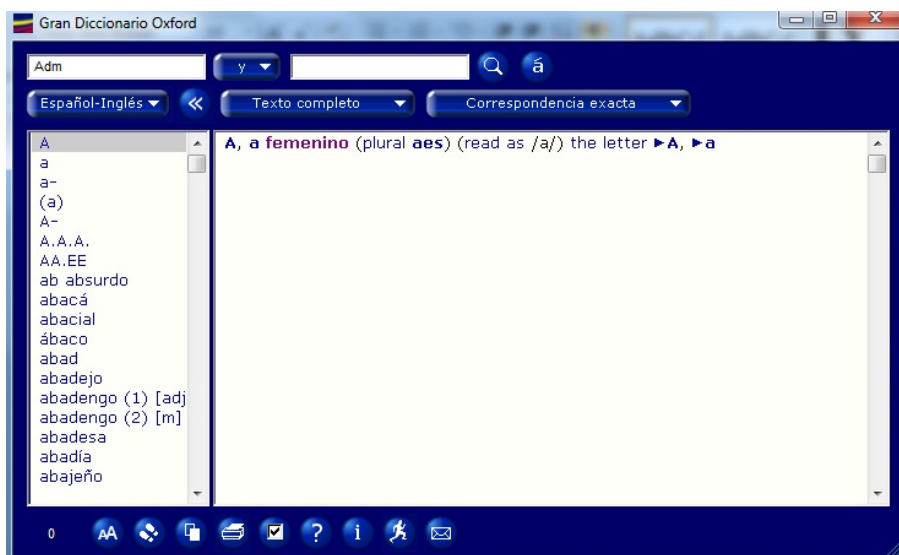 Gran Diccionario Oxford
Adm y
á
Español-Inglés Texto completo Correspondencia exacta
A
a
a-
(a)
A-
A.A.A.
AA.EE
ab absurdo
abacá
abacial
ábaco
abad
abadejo
abadengo (1) [adj
abadengo (2) [m]
abadesa
abadía
abajeño
A, a femenino (plural aes) (read as /a/) the letter ►A, ►a
0 AA ? i